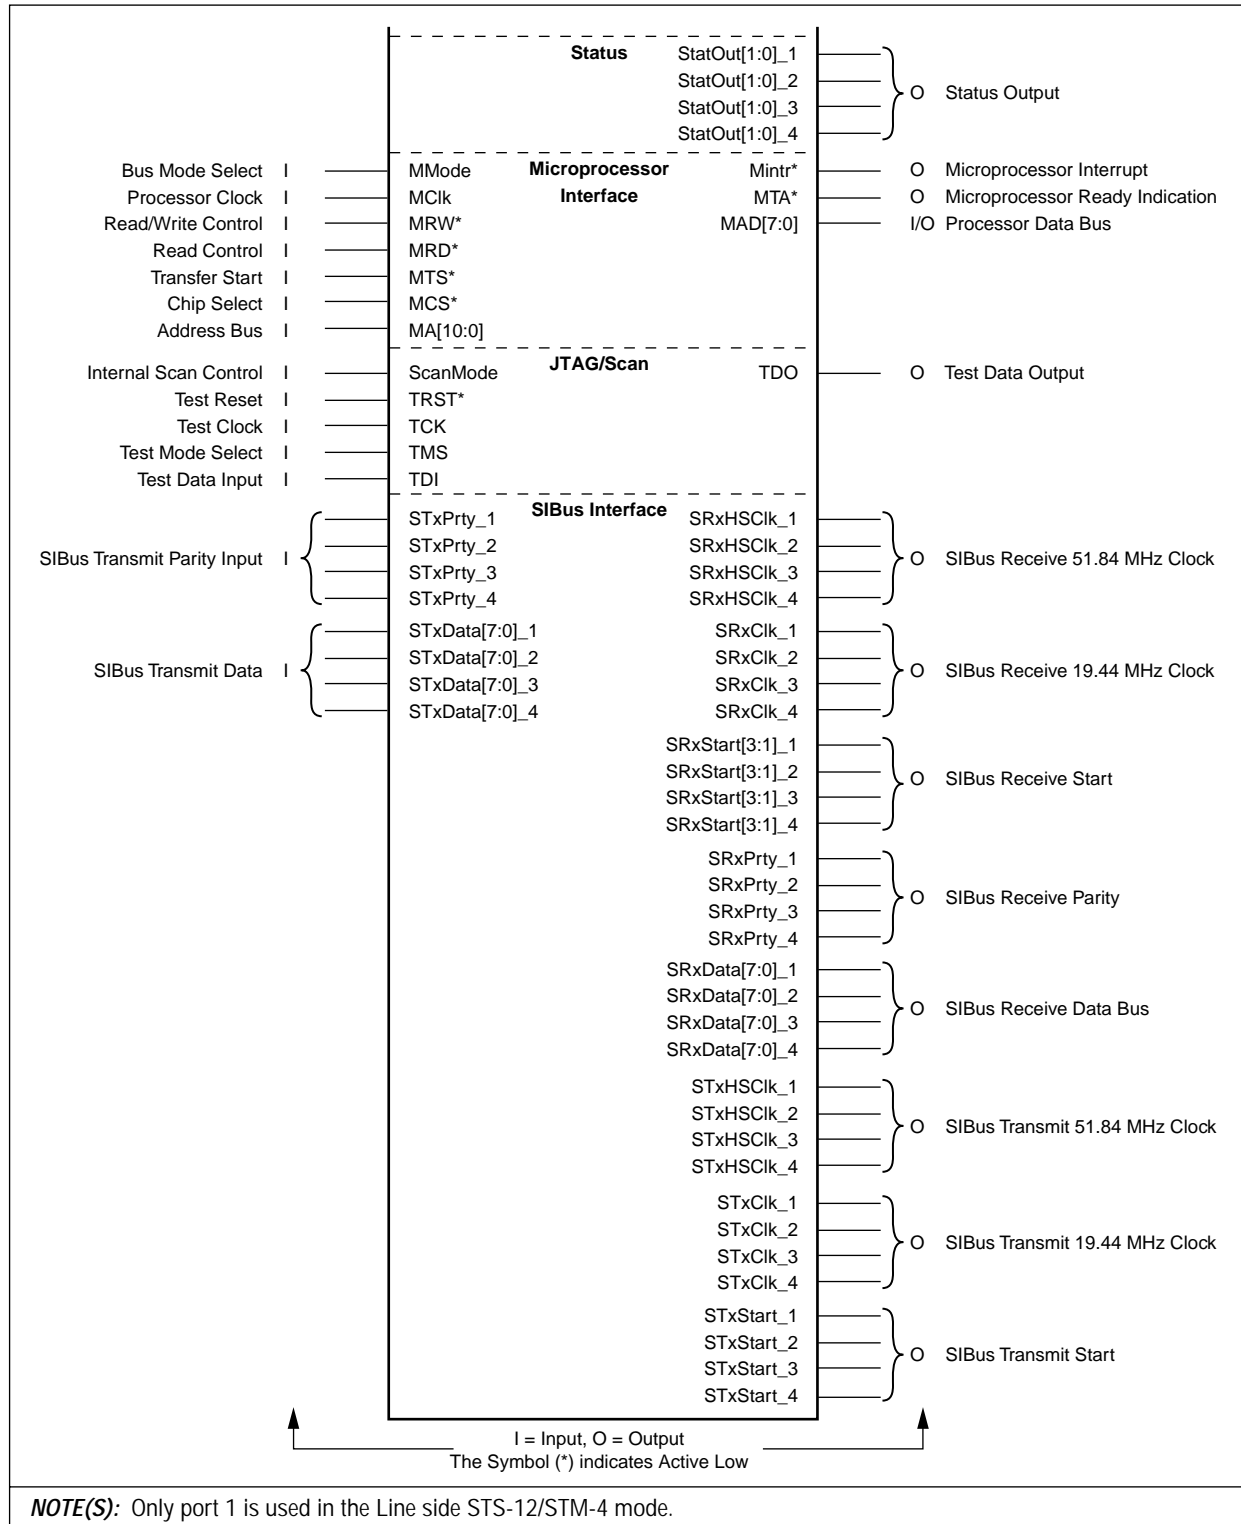 Status StatOut[1:0]_1
StatOut[1:0]_2
StatOut[1:0]_3
StatOut[1:0]_4
O Status Output
Bus Mode Select I MMode Microprocessor Mintr* O Microprocessor Interrupt
Processor Clock I MClk Interface MTA* O Microprocessor Ready Indication
Read/Write Control I MRW* MAD[7:0] I/O Processor Data Bus
Read Control I MRD*
Transfer Start I MTS*
Chip Select I MCS*
Address Bus I MA[10:0]
JTAG/Scan
Internal Scan Control I ScanMode TDO O Test Data Output
Test Reset I TRST*
Test Clock I TCK
Test Mode Select I TMS
Test Data Input I TDI
SIBus Interface
STxPrty_1 SRxHSClk_1
STxPrty_2 SRxHSClk_2
SIBus Transmit Parity Input I O SIBus Receive 51.84 MHz Clock
STxPrty_3 SRxHSClk_3
STxPrty_4 SRxHSClk_4
STxData[7:0]_1 SRxClk_1
STxData[7:0]_2 SRxClk_2
SIBus Transmit Data I O SIBus Receive 19.44 MHz Clock
STxData[7:0]_3 SRxClk_3
STxData[7:0]_4 SRxClk_4
SRxStart[3:1]_1
SRxStart[3:1]_2
O SIBus Receive Start
SRxStart[3:1]_3
SRxStart[3:1]_4
SRxPrty_1
SRxPrty_2
O SIBus Receive Parity
SRxPrty_3
SRxPrty_4
SRxData[7:0]_1
SRxData[7:0]_2
O SIBus Receive Data Bus
SRxData[7:0]_3
SRxData[7:0]_4
STxHSClk_1
STxHSClk_2
O SIBus Transmit 51.84 MHz Clock
STxHSClk_3
STxHSClk_4
STxClk_1
STxClk_2
O SIBus Transmit 19.44 MHz Clock
STxClk_3
STxClk_4
STxStart_1
STxStart_2
O SIBus Transmit Start
STxStart_3
STxStart_4
I = Input, O = Output
The Symbol (*) indicates Active Low
NOTE(S): Only port 1 is used in the Line side STS-12/STM-4 mode.